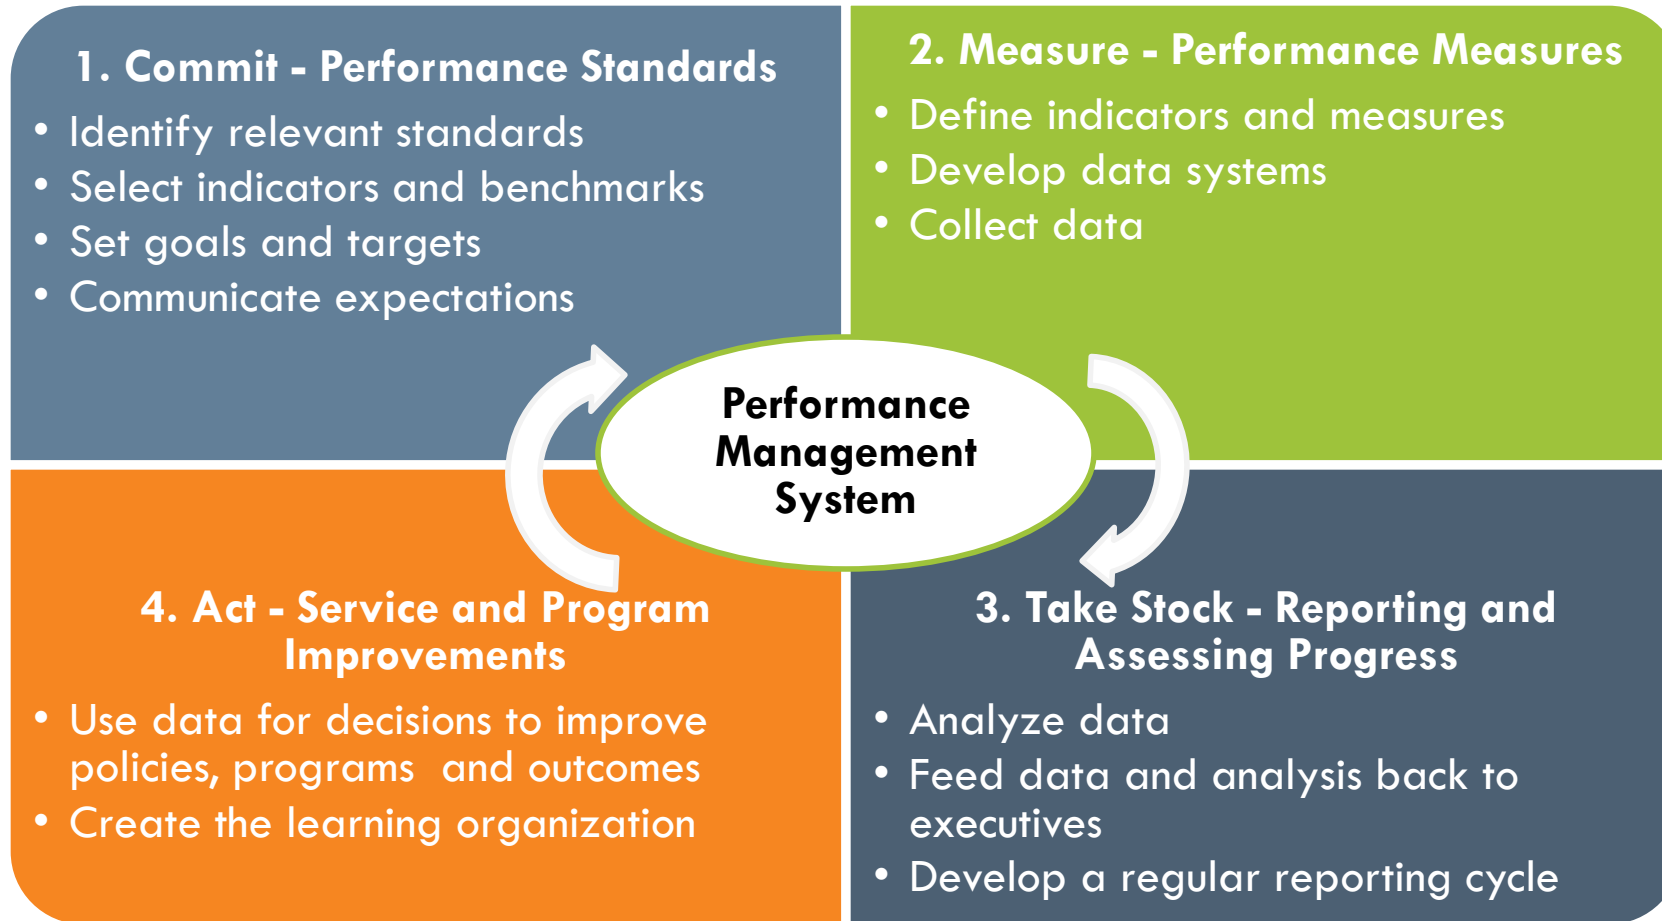 1. Commit - Performance Standards
• Identify relevant standards
• Select indicators and benchmarks
• Set goals and targets
• Communicate expectations
2. Measure - Performance Measures
• Define indicators and measures
• Develop data systems
• Collect data
Performance
Management
System
4. Act - Service and Program
Improvements
• Use data for decisions to improve
policies, programs  and outcomes
• Create the learning organization
3. Take Stock - Reporting and
Assessing Progress
• Analyze data
• Feed data and analysis back to
executives
• Develop a regular reporting cycle